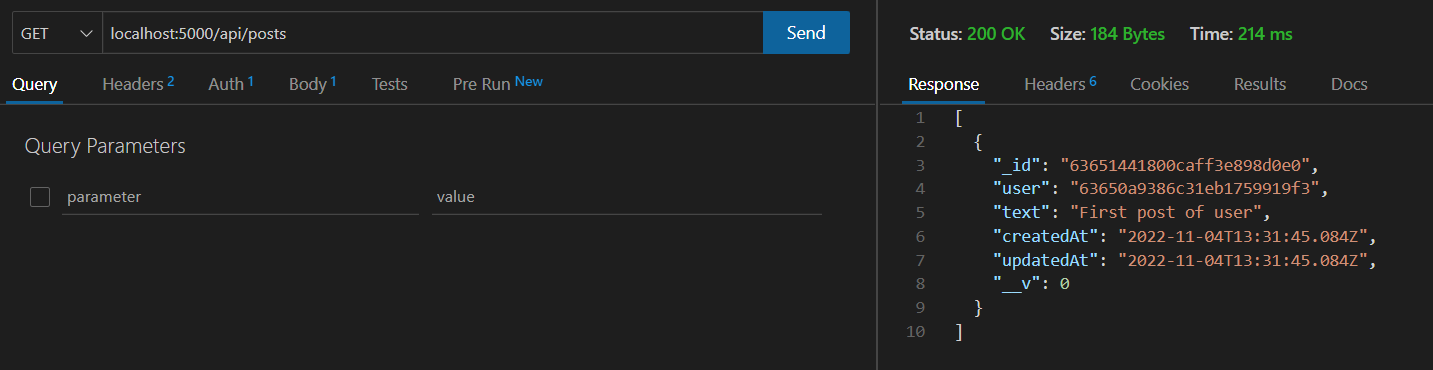 GET localhost:5000/api/posts Send
Query Headers 2 Auth 1 Body 1 Tests Pre Run New
Query Parameters
parameter value
Status: 200 OK Size: 184 Bytes Time: 214 ms
Response Headers 6 Cookies Results Docs
1 [
2 {
3 "_id": "63651441800caff3e898d0e0",
4 "user": "63650a9386c31eb1759919f3",
5 "text": "First post of user",
6 "createdAt": "2022-11-04T13:31:45.084Z",
7 "updatedAt": "2022-11-04T13:31:45.084Z",
8 "__v": 0
9 }
10 ]